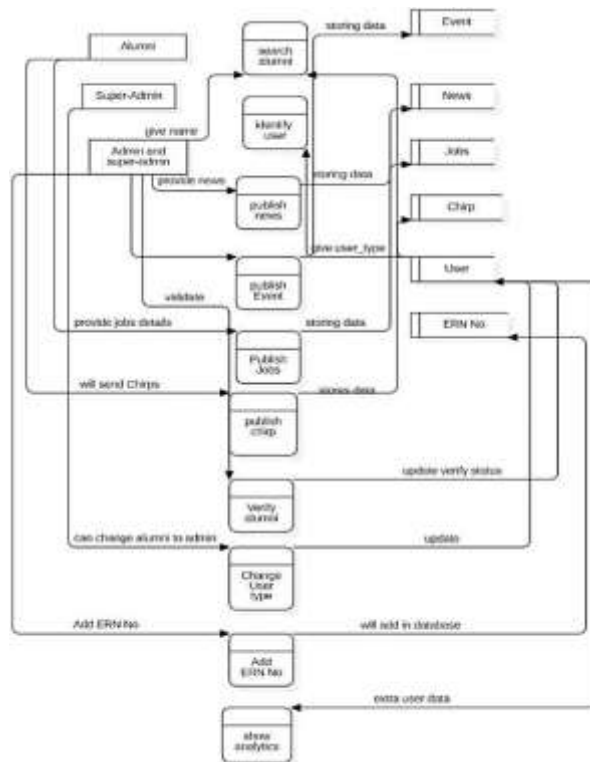 Event
storing data
Alumni
search
alumni
Super-Admin
News
give name
identify
user
Admin and
super-admin
Jobs
provide news
storing data
publish
news
Chirp
give user_type
User
publish
Event
validate
provide jobs details
storing data
ERN No
Publish
Jobs
will send Chirps
stores data
publish
chirp
update verify status
Verify
alumni
can change alumni to admin
update
Change
User
type
Add ERN No
will add in database
Add
ERN No
extra user data
show
analytics